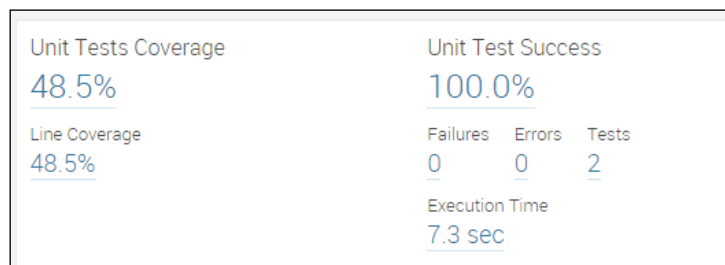 Unit Tests Coverage
48.5%
Line Coverage
48.5%
Unit Test Success
100.0%
Failures Errors Tests
0 0 2
Execution Time
7.3 sec